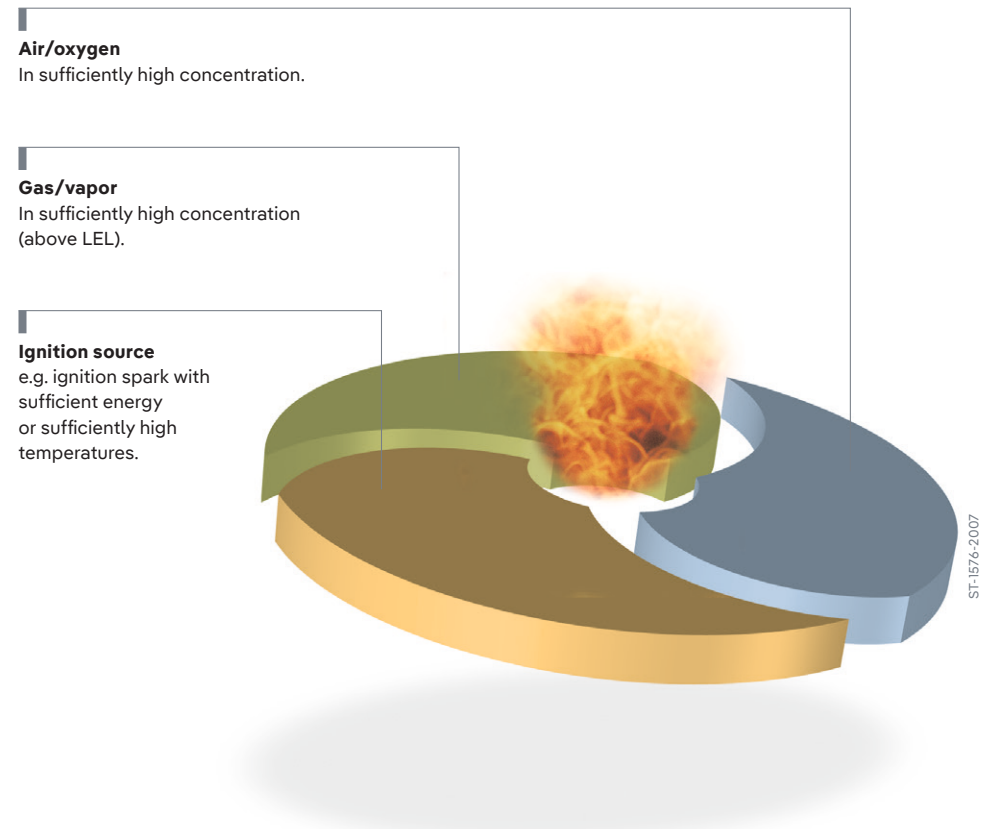 Air/oxygen
In sufficiently high concentration.
Gas/vapor
In sufficiently high concentration
(above LEL).
Ignition source
e.g. ignition spark with
sufficient energy
or sufficiently high
temperatures.
ST-1576-2007